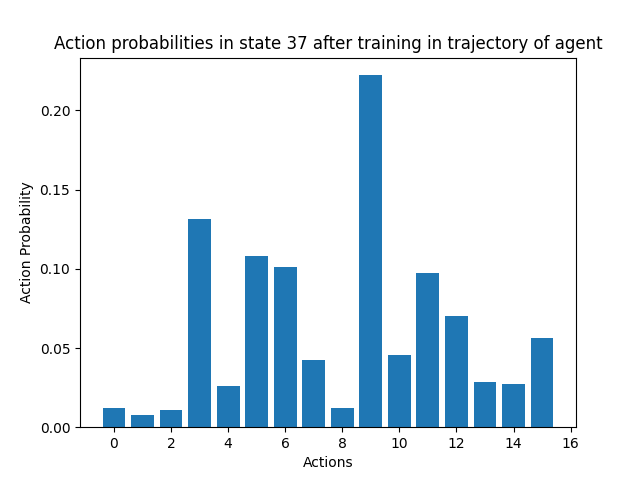 Action probabilities in state 37 after training in trajectory of agent
Action Probability
0.20
0.15
0.10
0.05
0.00
0 2 4 6 8 10 12 14 16
Actions